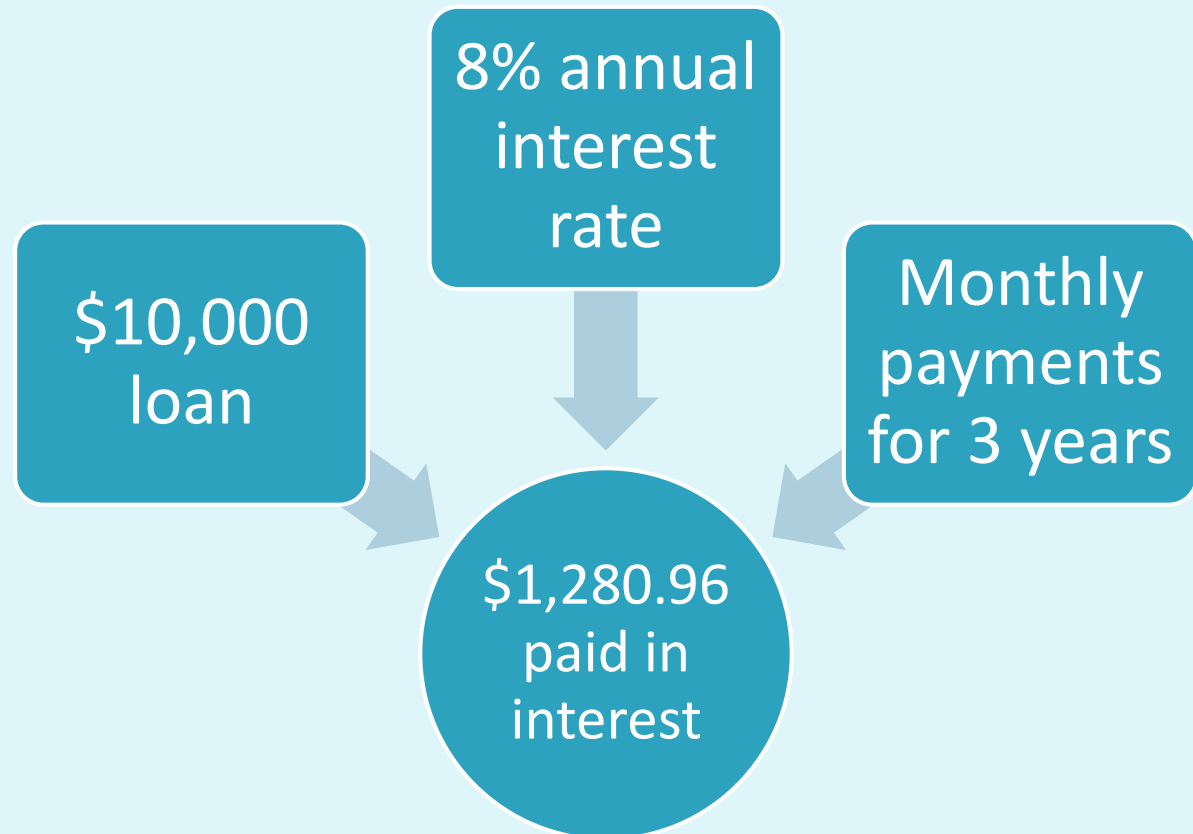 8% annual
interest
rate
$10,000
loan
Monthly
payments
for 3 years
$1,280.96
paid in
interest